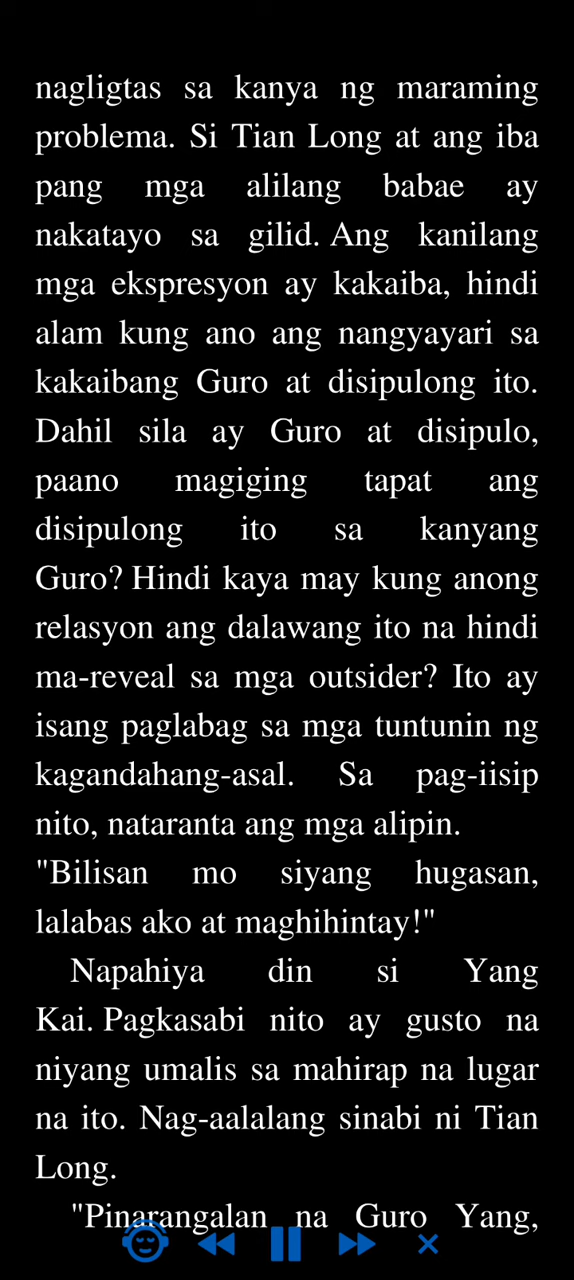 nagligtas sa kanya ng maraming
problema. Si Tian Long at ang iba
pang mga alilang babae ay
nakatayo sa gilid. Ang kanilang
mga ekspresyon ay kakaiba, hindi
alam kung ano ang nangyayari sa
kakaibang Guro at disipulong ito.
Dahil sila ay Guro at disipulo,
paano magiging tapat ang
disipulong ito sa kanyang
Guro? Hindi kaya may kung anong
relasyon ang dalawang ito na hindi
ma-reveal sa mga outsider? Ito ay
isang paglabag sa mga tuntunin ng
kagandahang-asal. Sa pag-iisip
nito, nataranta ang mga alipin.
"Bilisan mo siyang hugasan,
lalabas ako at maghihintay!"
Napahiya din si Yang
Kai. Pagkasabi nito ay gusto na
niyang umalis sa mahirap na lugar
na ito. Nag-aalalang sinabi ni Tian
Long.
"Pinarangalan na Guro Yang,